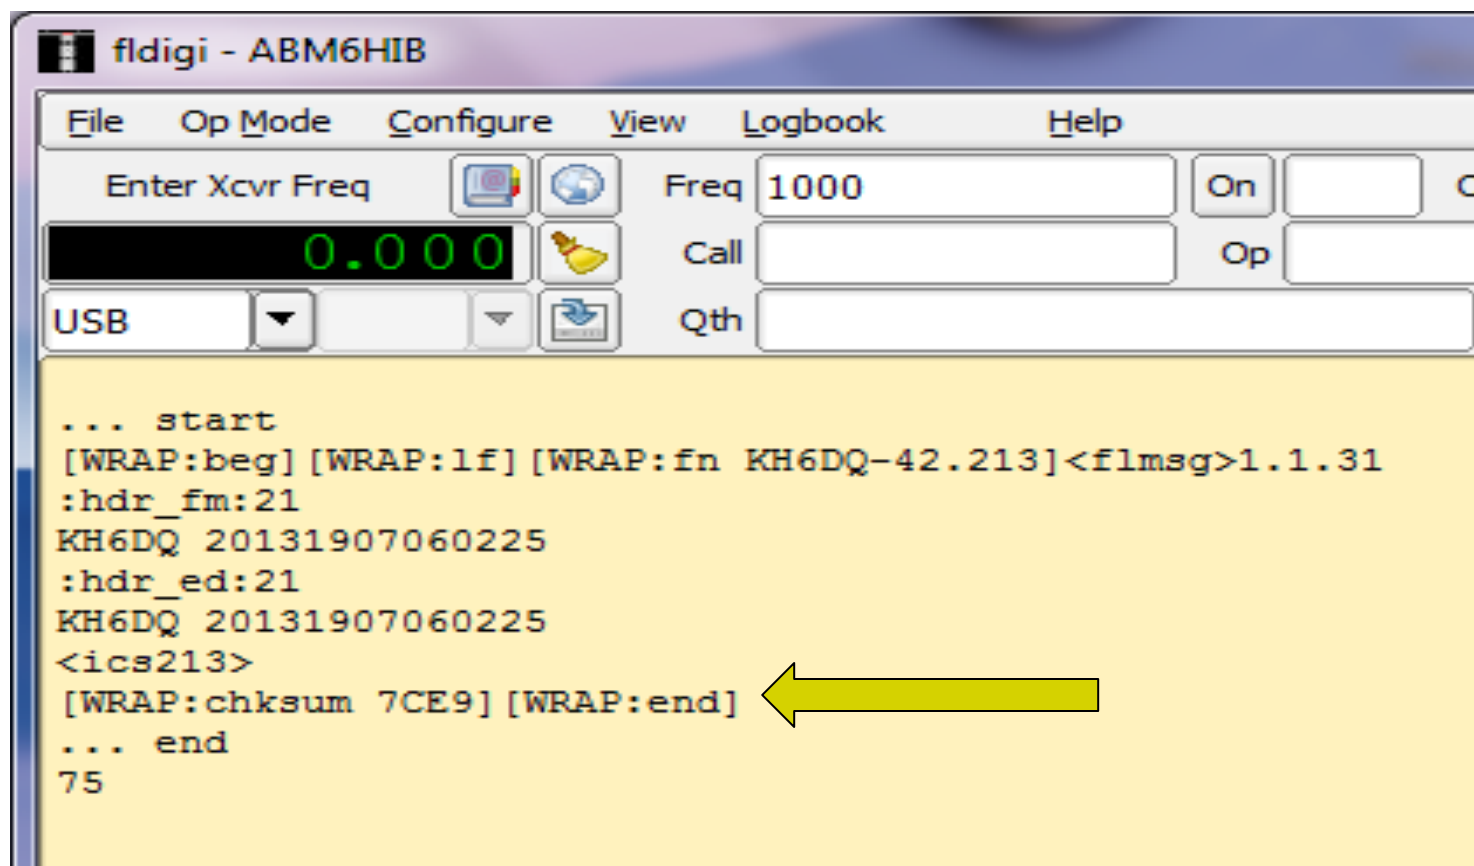 fldigi - ABM6HIB
File Op Mode Configure View Logbook Help
Enter Xcvr Freq Freq 1000 On
0.000 Call Op
USB Qth
... start
[WRAP:beg][WRAP:lf][WRAP:fn KH6DQ-42.213]<flmsg>1.1.31
:hdr_fm:21
KH6DQ 20131907060225
:hdr_ed:21
KH6DQ 20131907060225
<ics213>
[WRAP:chksum 7CE9][WRAP:end]
... end
75